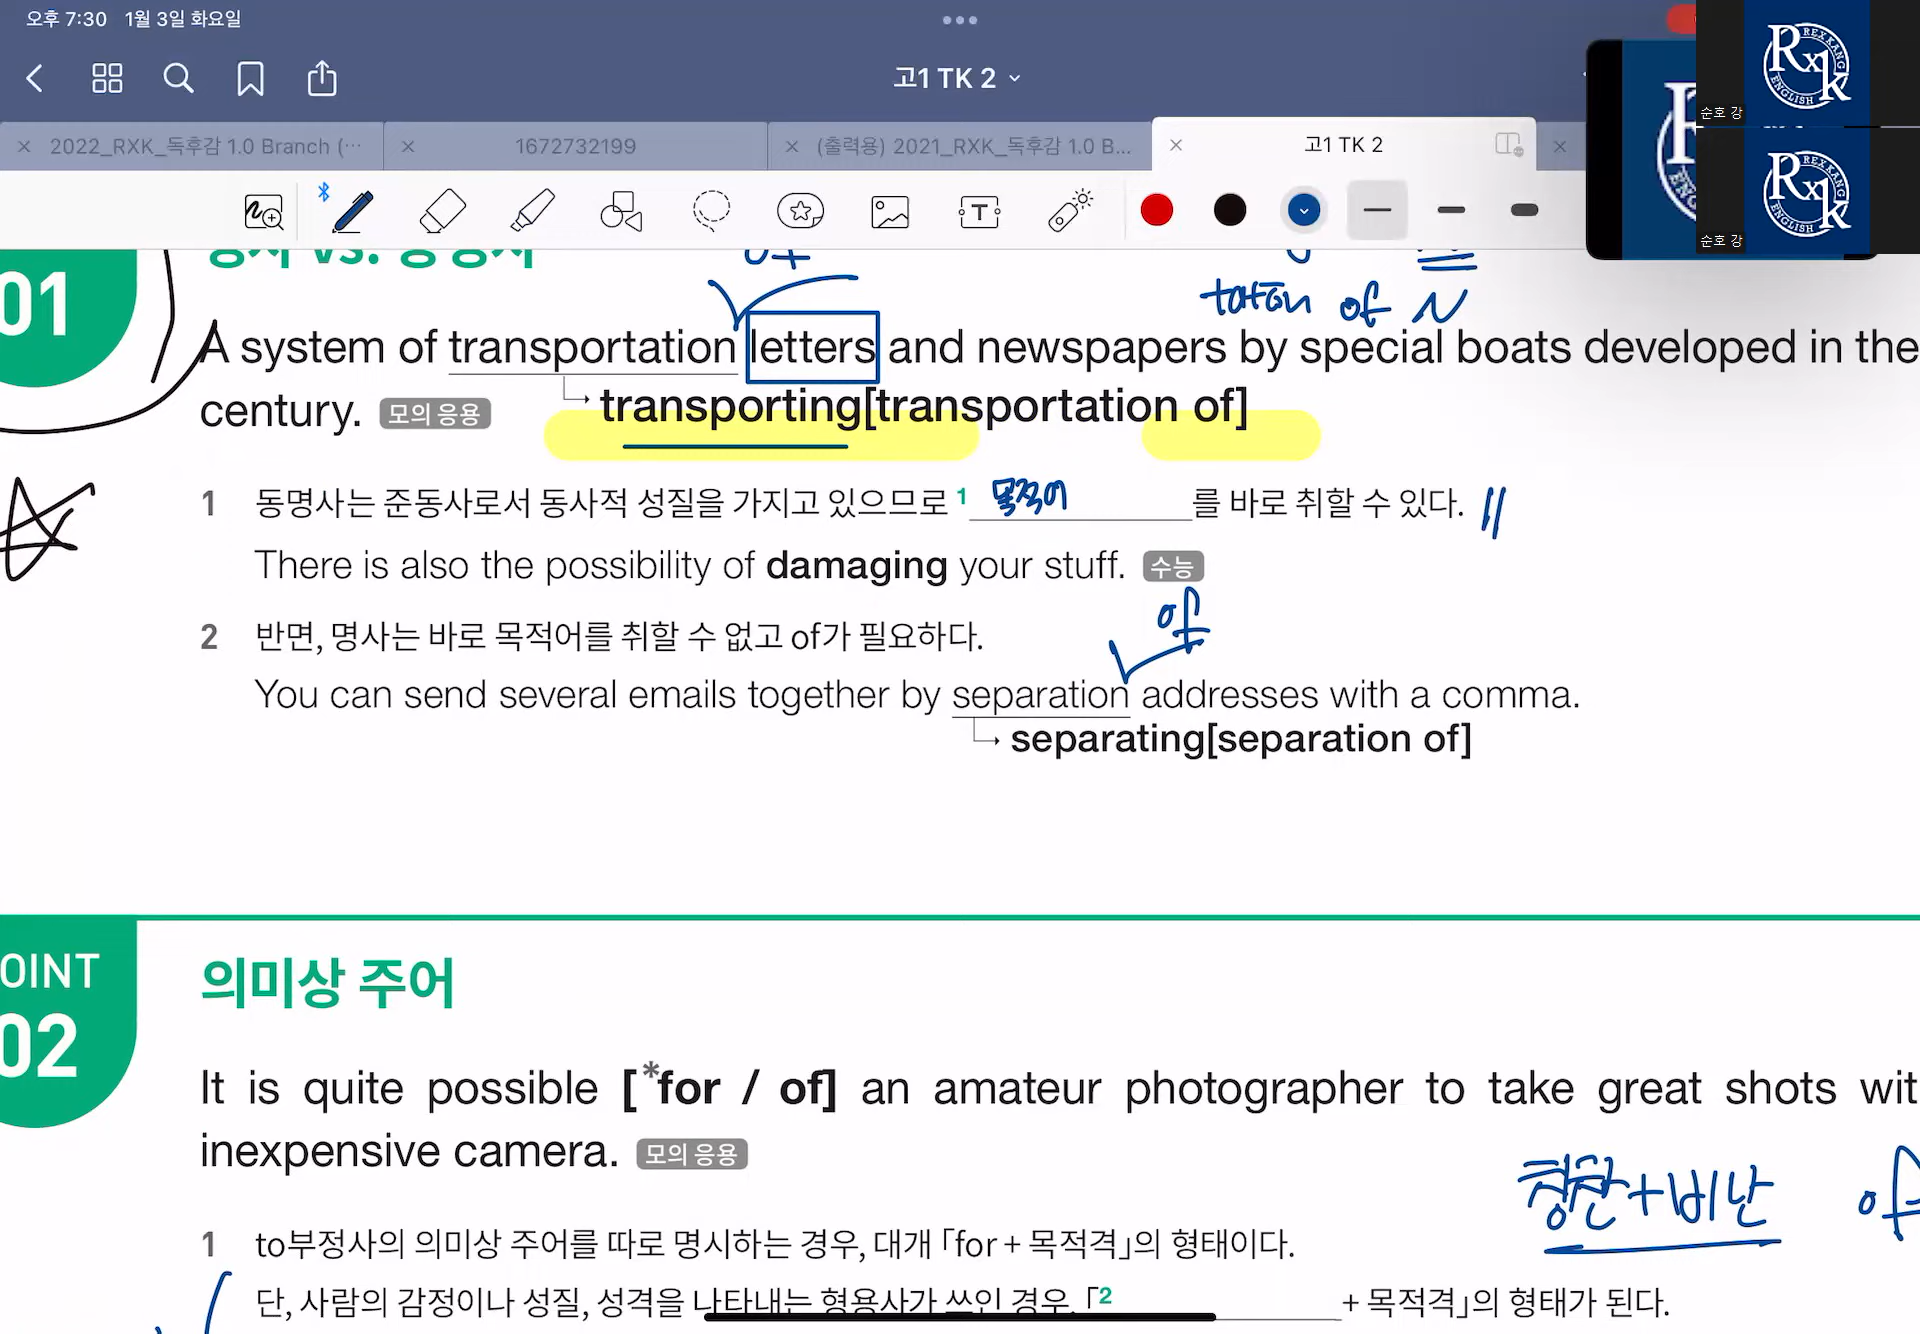 오후 7:30 1월 3일 화요일
고1 TK 2
2022_RXK_독후감 1.0 Branch (…
1672732199
(출력용) 2021_RXK_독후감 1.0 B...
고1 TK 2
순호 강
순호 강
REX KANG
RxK
ENGLISH
of N
01
A system of transportation letters and newspapers by special boats developed in the
transporting[transportation of]
century. 모의 응용
1 동명사는 준동사로서 동사적 성질을 가지고 있으므로 1 목적어 를 바로 취할 수 있다.
There is also the possibility of damaging your stuff. 수능
of
2 반면, 명사는 바로 목적어를 취할 수 없고 of가 필요하다.
You can send several emails together by separation addresses with a comma.
separating[separation of]
OINT
02
의미상 주어
It is quite possible [*for / of] an amateur photographer to take great shots wit
inexpensive camera. 모의 응용
칭찬+비난 of
1 to부정사의 의미상 주어를 따로 명시하는 경우, 대개 「for + 목적격」의 형태이다.
단, 사람의 감정이나 성질, 성격을 나타내는 형용사가 쓰인 경우, 「2 + 목적격」의 형태가 된다.